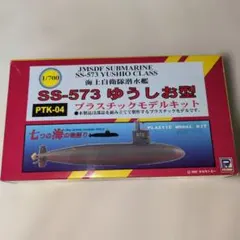 JMSDF SUBMARINE
SS-573 YUSHIO CLASS
海上自衛隊潜水艦
1/700
SS-573 ゆうしお型
PTK-04
プラスチックモデルキット
PLASTIC MODEL KIT
七つの海の